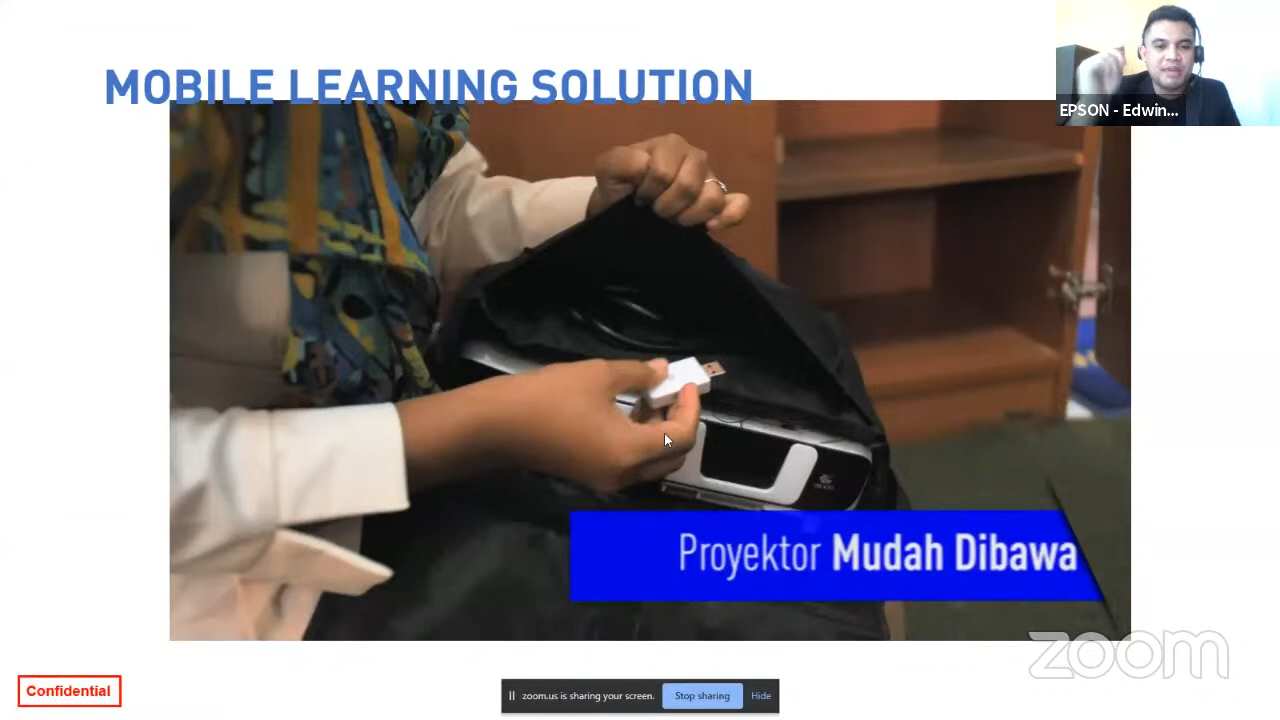 MOBILE LEARNING SOLUTION
EPSON - Edwin...
Proyektor Mudah Dibawa
zoom
Confidential
zoom.us is sharing your screen.
Stop sharing
Hide